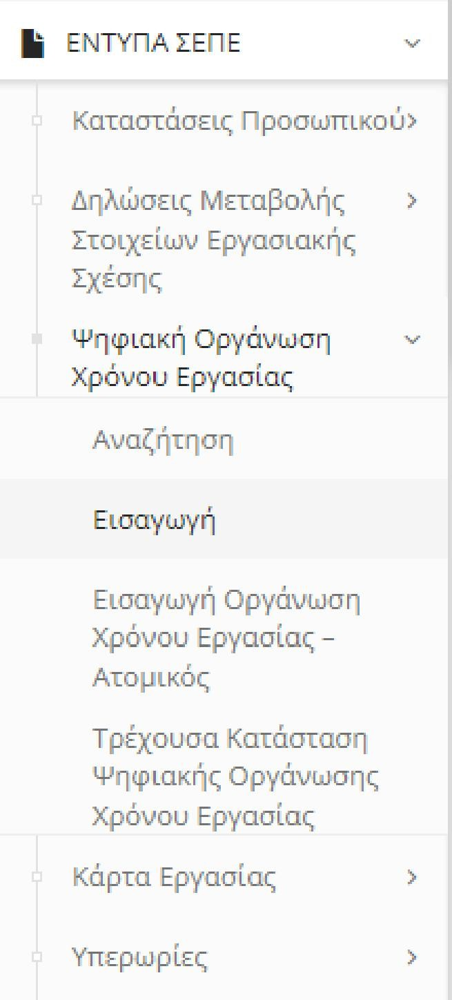 ΕΝΤΥΠΑ ΣΕΠΕ
Καταστάσεις Προσωπικού
Δηλώσεις Μεταβολής
Στοιχείων Εργασιακής
Σχέσης
Ψηφιακή Οργάνωση
Χρόνου Εργασίας
Αναζήτηση
Εισαγωγή
Εισαγωγή Οργάνωση
Χρόνου Εργασίας –
Ατομικός
Τρέχουσα Κατάσταση
Ψηφιακής Οργάνωσης
Χρόνου Εργασίας
Κάρτα Εργασίας
Υπερωρίες